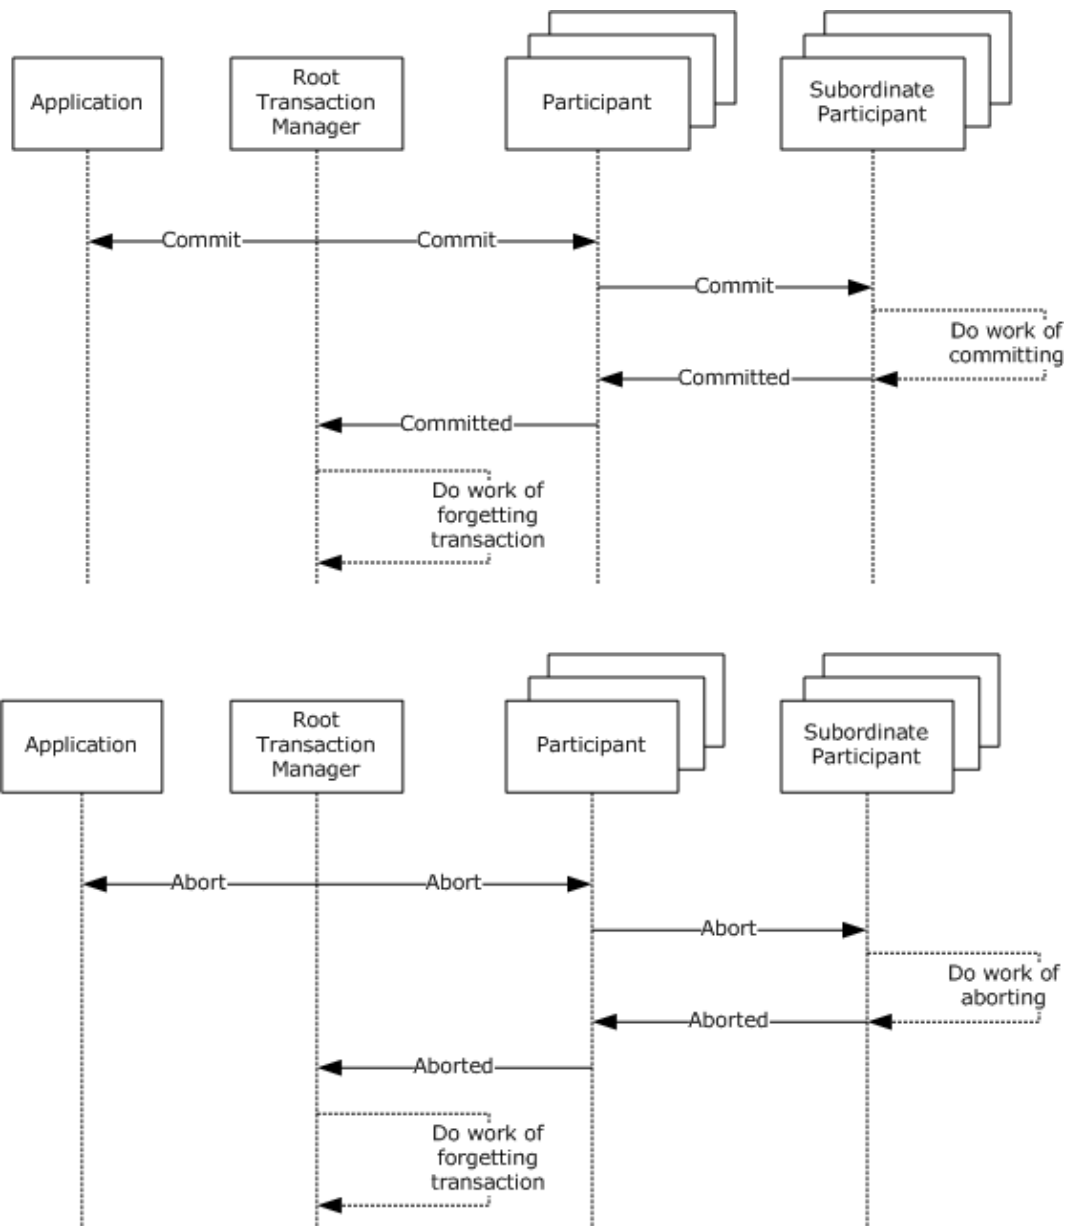 Application
Root
Transaction
Manager
Participant
Subordinate
Participant
Commit
Commit
Commit
Do work of
committing
Committed
Committed
Do work of
forgetting
transaction
Application
Root
Transaction
Manager
Participant
Subordinate
Participant
Abort
Abort
Abort
Do work of
aborting
Aborted
Aborted
Do work of
forgetting
transaction